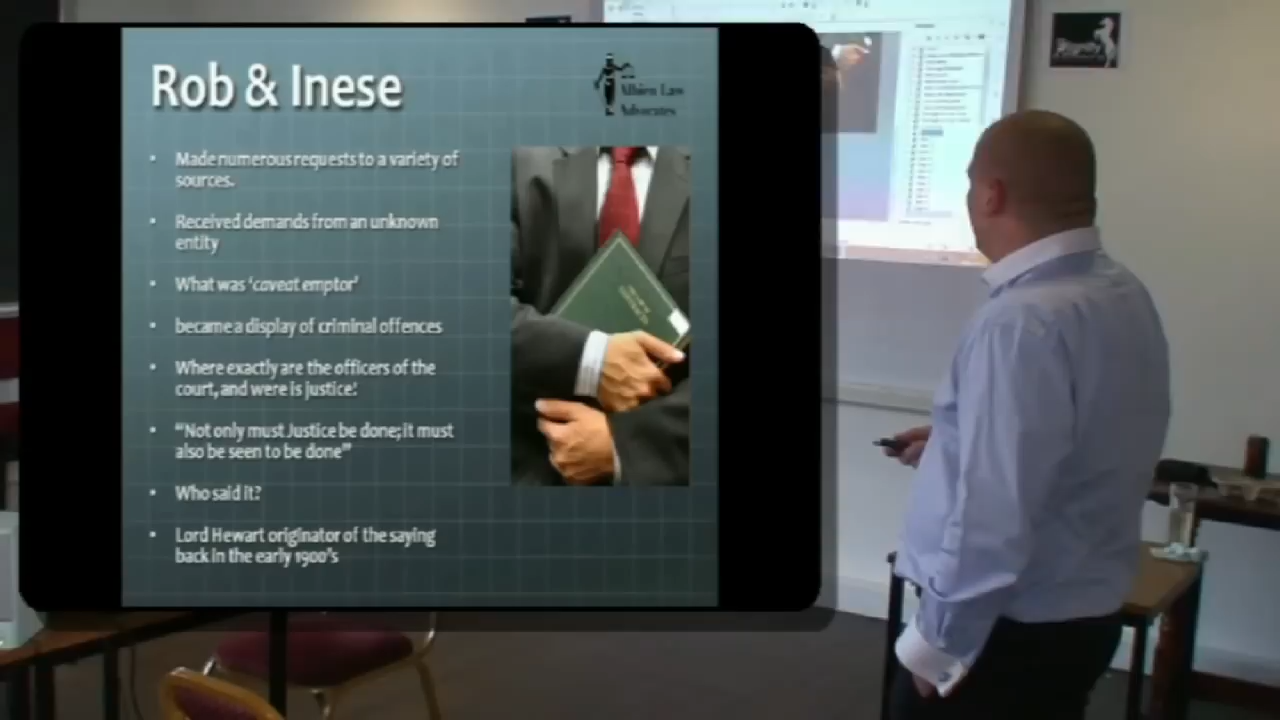 Rob & Inese
Albion Law
Advocates
Made numerous requests to a variety of
sources.
Received demands from an unknown
entity
What was ‘caveat emptor’
became a display of criminal offences
Where exactly are the officers of the
court, and were is justice!
“Not only must Justice be done; it must
also be seen to be done”
Who said it?
Lord Hewart originator of the saying
back in the early 1900’s